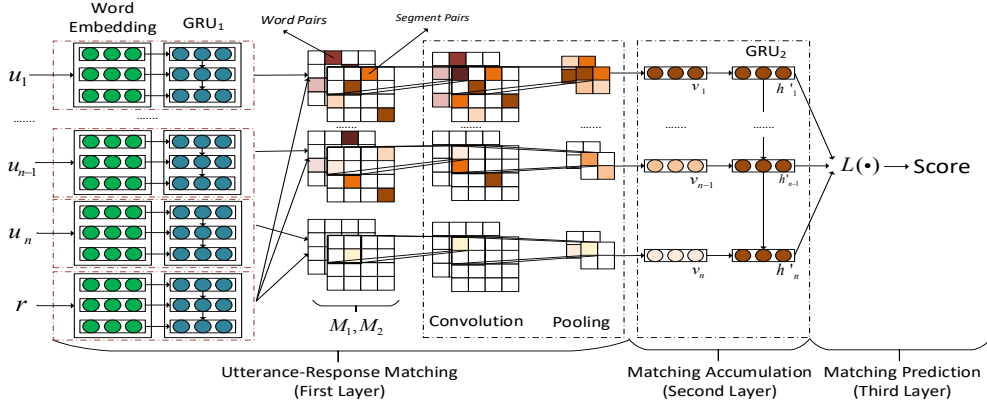 Word Embedding
GRU₁
Word Pairs
Segment Pairs
GRU₂
u₁
.......
.......
.......
.......
.......
.......
.......
uₙ₋₁
uₙ
r
v₁
h'₁
vₙ₋₁
h'ₙ₋₁
vₙ
h'ₙ
L(•)
Score
M₁, M₂
Convolution
Pooling
Utterance-Response Matching
(First Layer)
Matching Accumulation
(Second Layer)
Matching Prediction
(Third Layer)